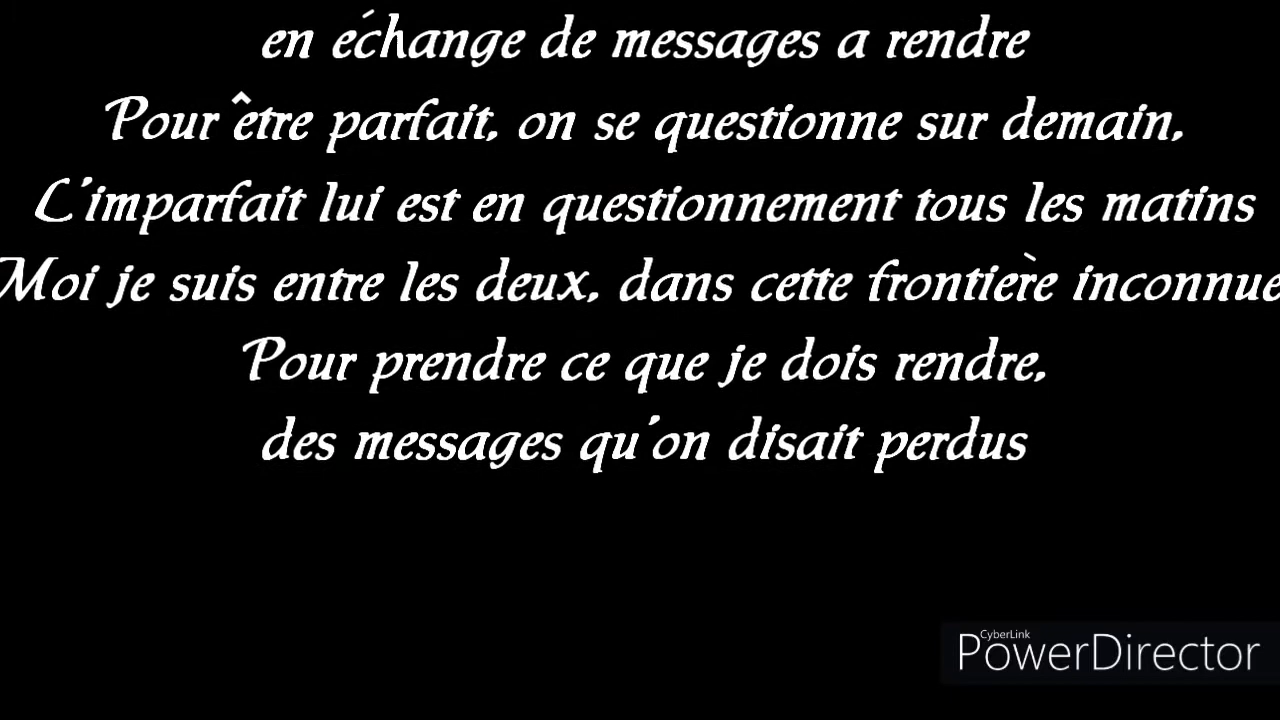 en échange de messages a rendre
Pour être parfait, on se questionne sur demain,
L'imparfait lui est en questionnement tous les matins
Moi je suis entre les deux, dans cette frontière inconnue
Pour prendre ce que je dois rendre,
des messages qu'on disait perdus
CyberLink
PowerDirector